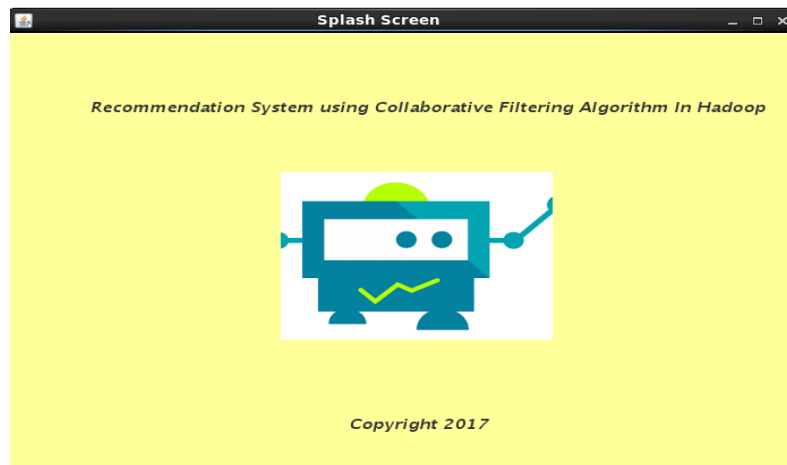 Splash Screen
Recommendation System using Collaborative Filtering Algorithm In Hadoop
Copyright 2017